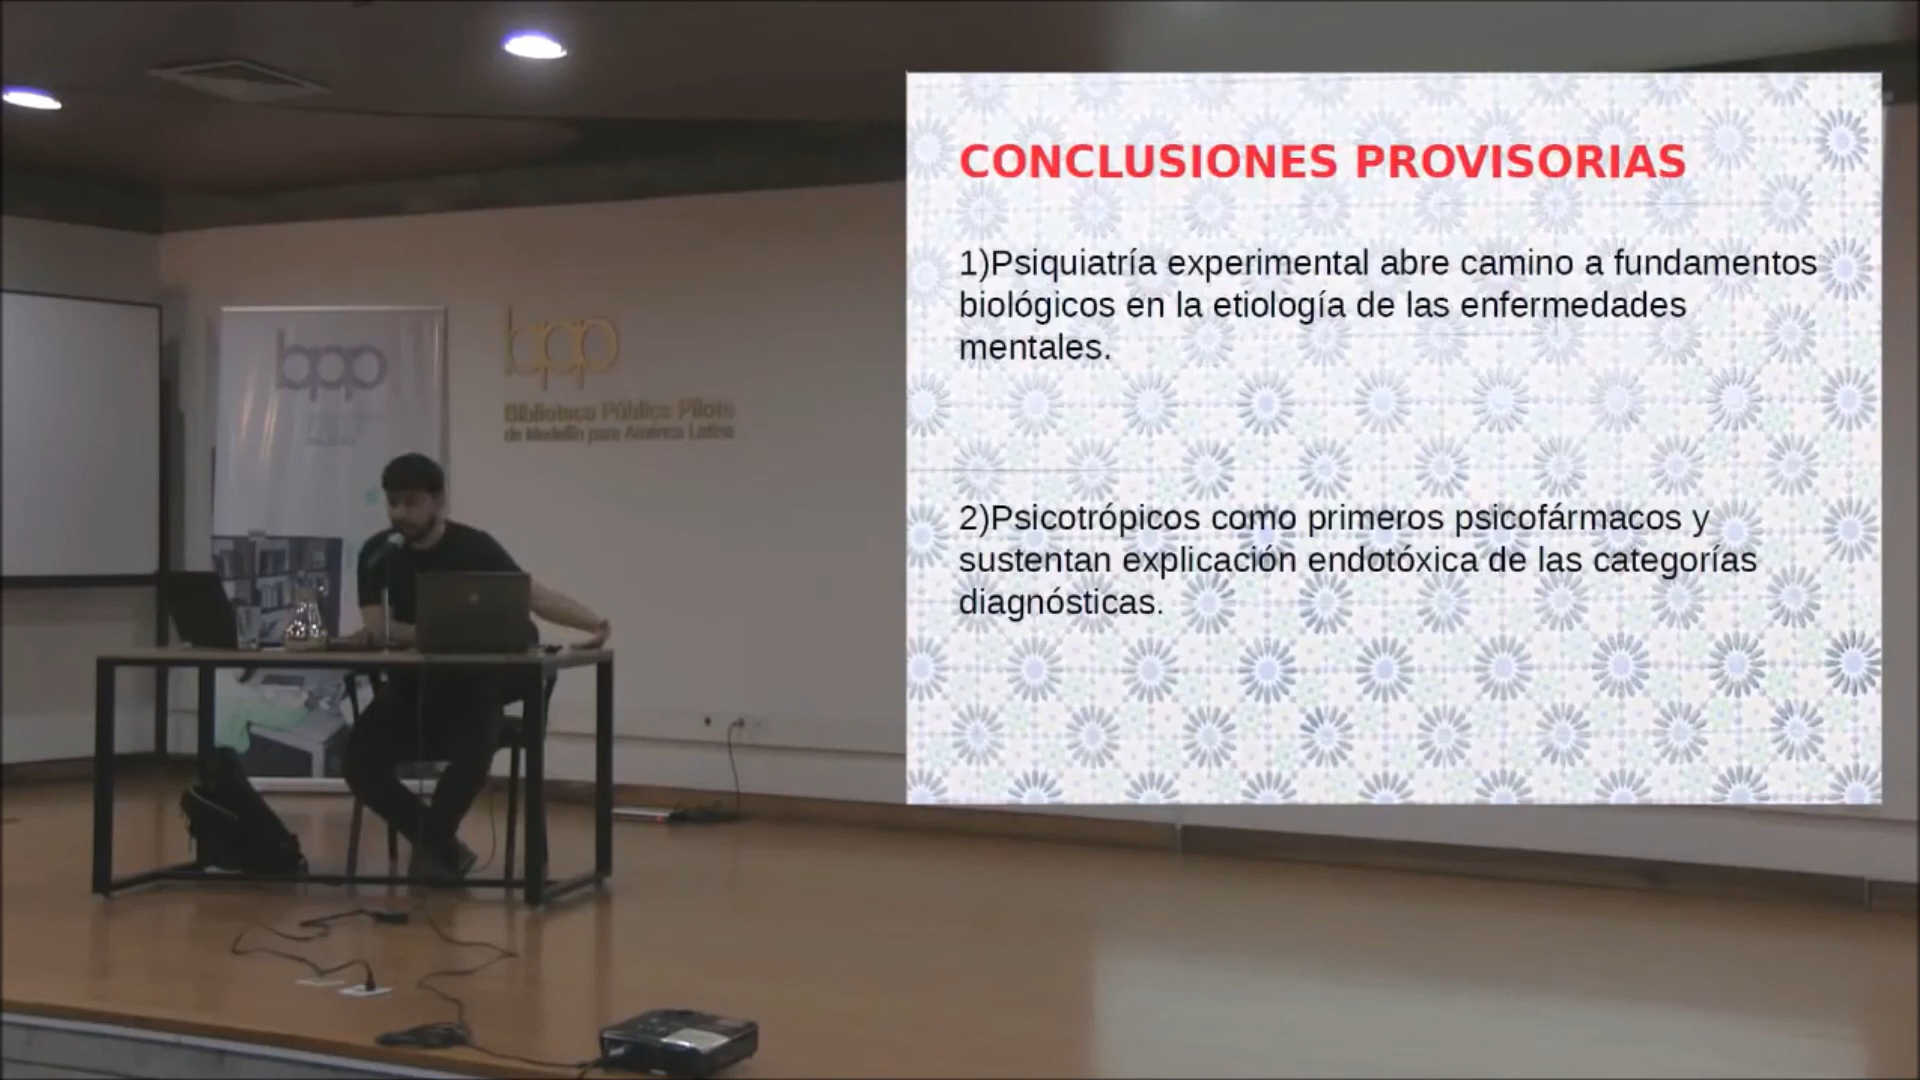 bpp
bpp
Biblioteca Pública Piloto
de Medellín para América Latina
CONCLUSIONES PROVISORIAS
1)Psiquiatría experimental abre camino a fundamentos
biológicos en la etiología de las enfermedades
mentales.
2)Psicotrópicos como primeros psicofármacos y
sustentan explicación endotóxica de las categorías
diagnósticas.